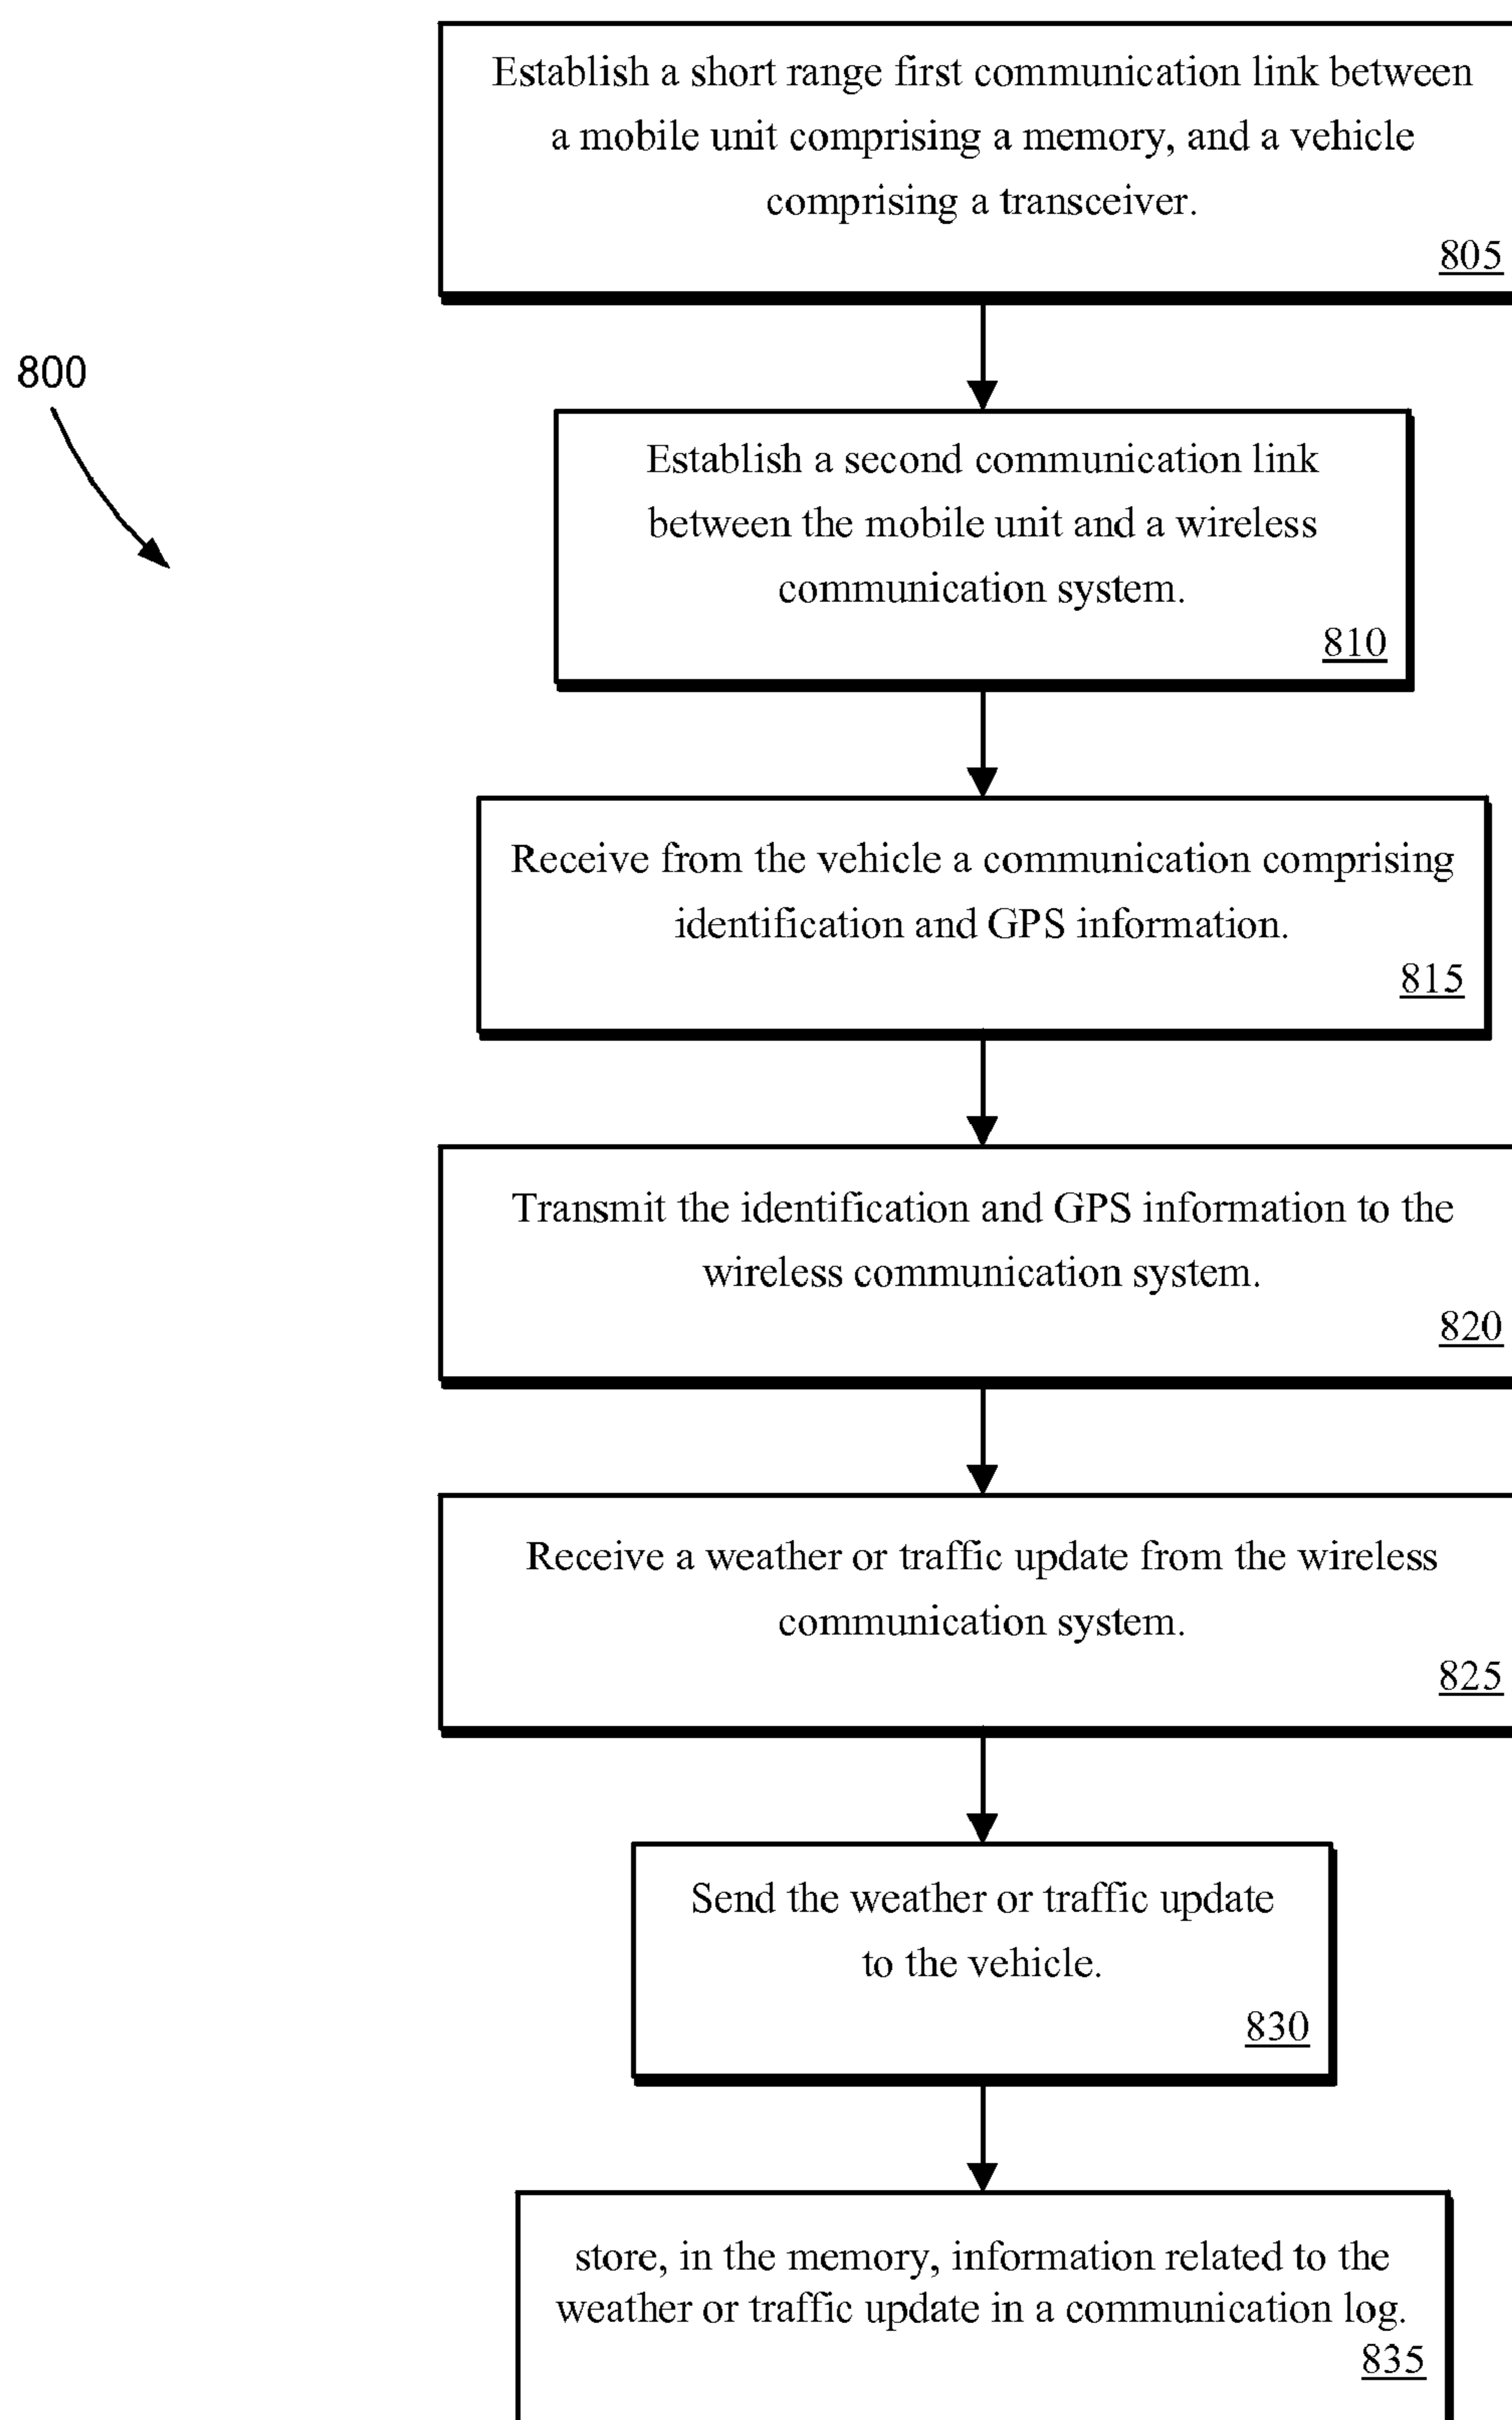 Establish a short range first communication link between
a mobile unit comprising a memory, and a vehicle
comprising a transceiver.
805
800
Establish a second communication link
between the mobile unit and a wireless
communication system.
810
Receive from the vehicle a communication comprising
identification and GPS information.
815
Transmit the identification and GPS information to the
wireless communication system.
820
Receive a weather or traffic update from the wireless
communication system.
825
Send the weather or traffic update
to the vehicle.
830
store, in the memory, information related to the
weather or traffic update in a communication log.
835